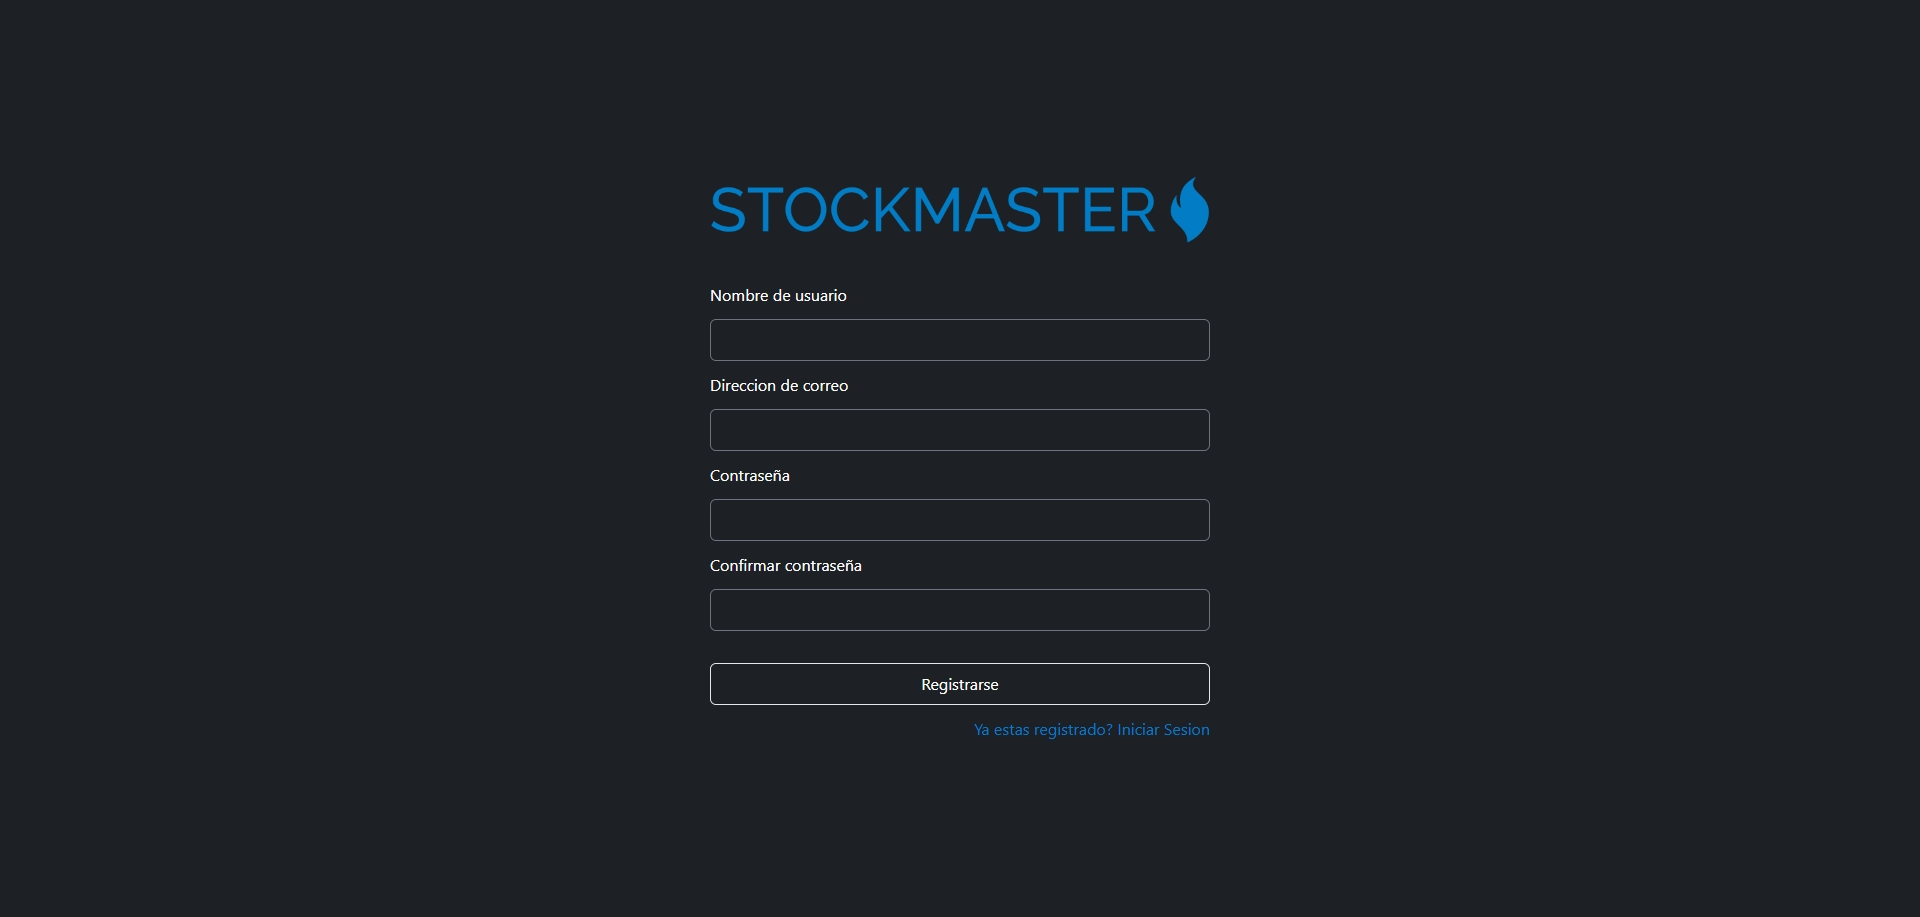 STOCKMASTER
Nombre de usuario
Direccion de correo
Contraseña
Confirmar contraseña
Registrarse
Ya estas registrado? Iniciar Sesion